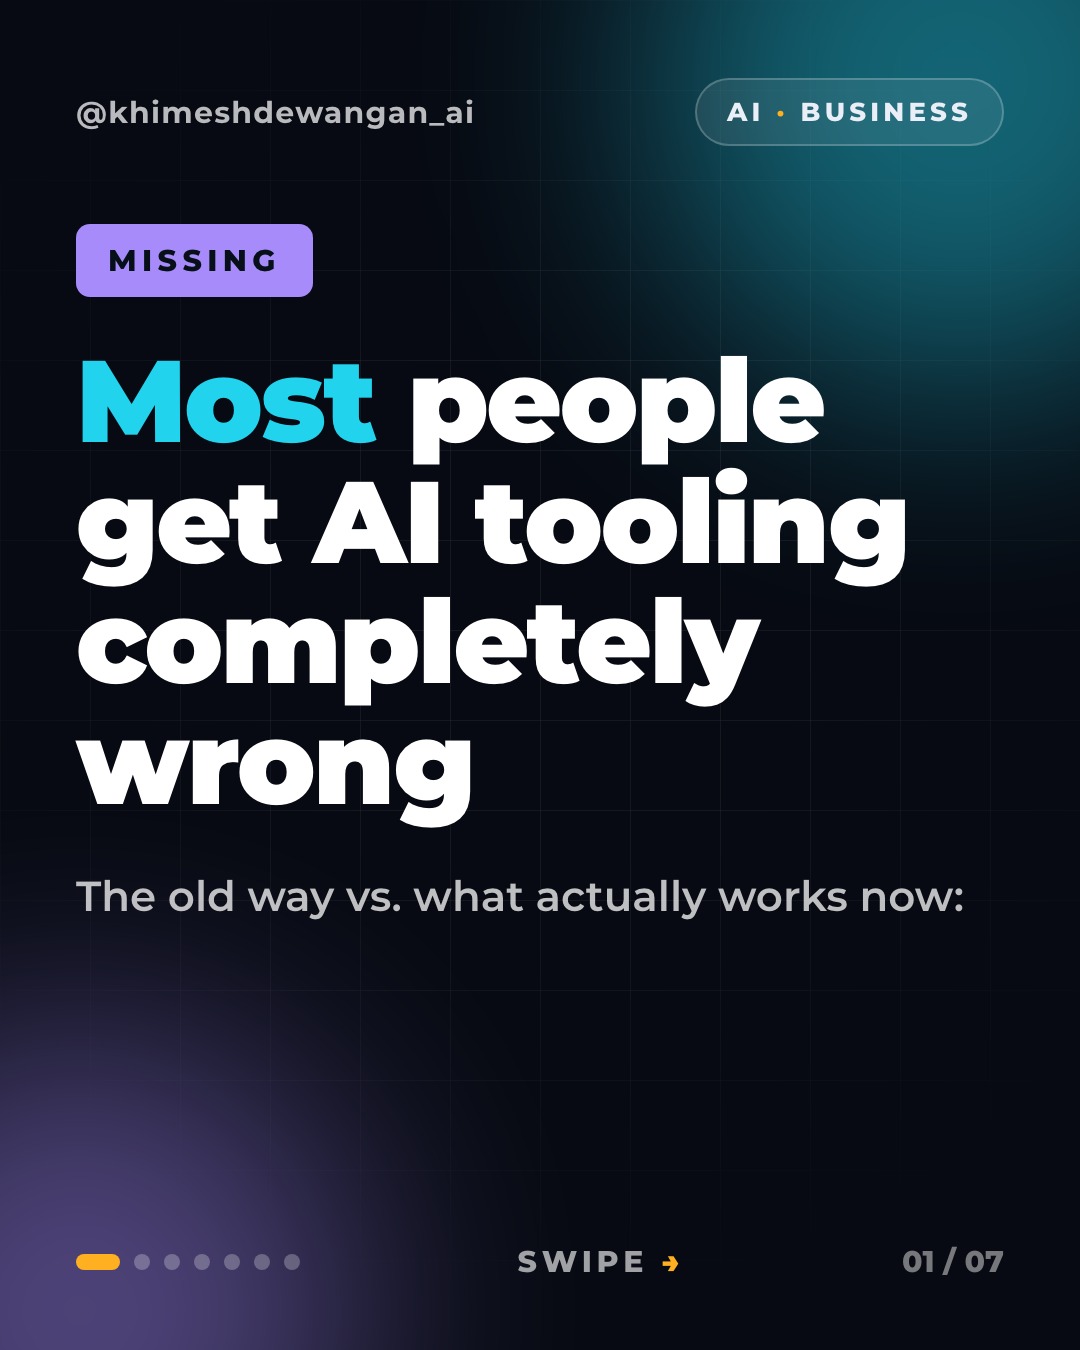 @khimeshdewangan_ai
AI · BUSINESS
MISSING
Most people
get AI tooling
completely
wrong
The old way vs. what actually works now:
SWIPE →
01 / 07